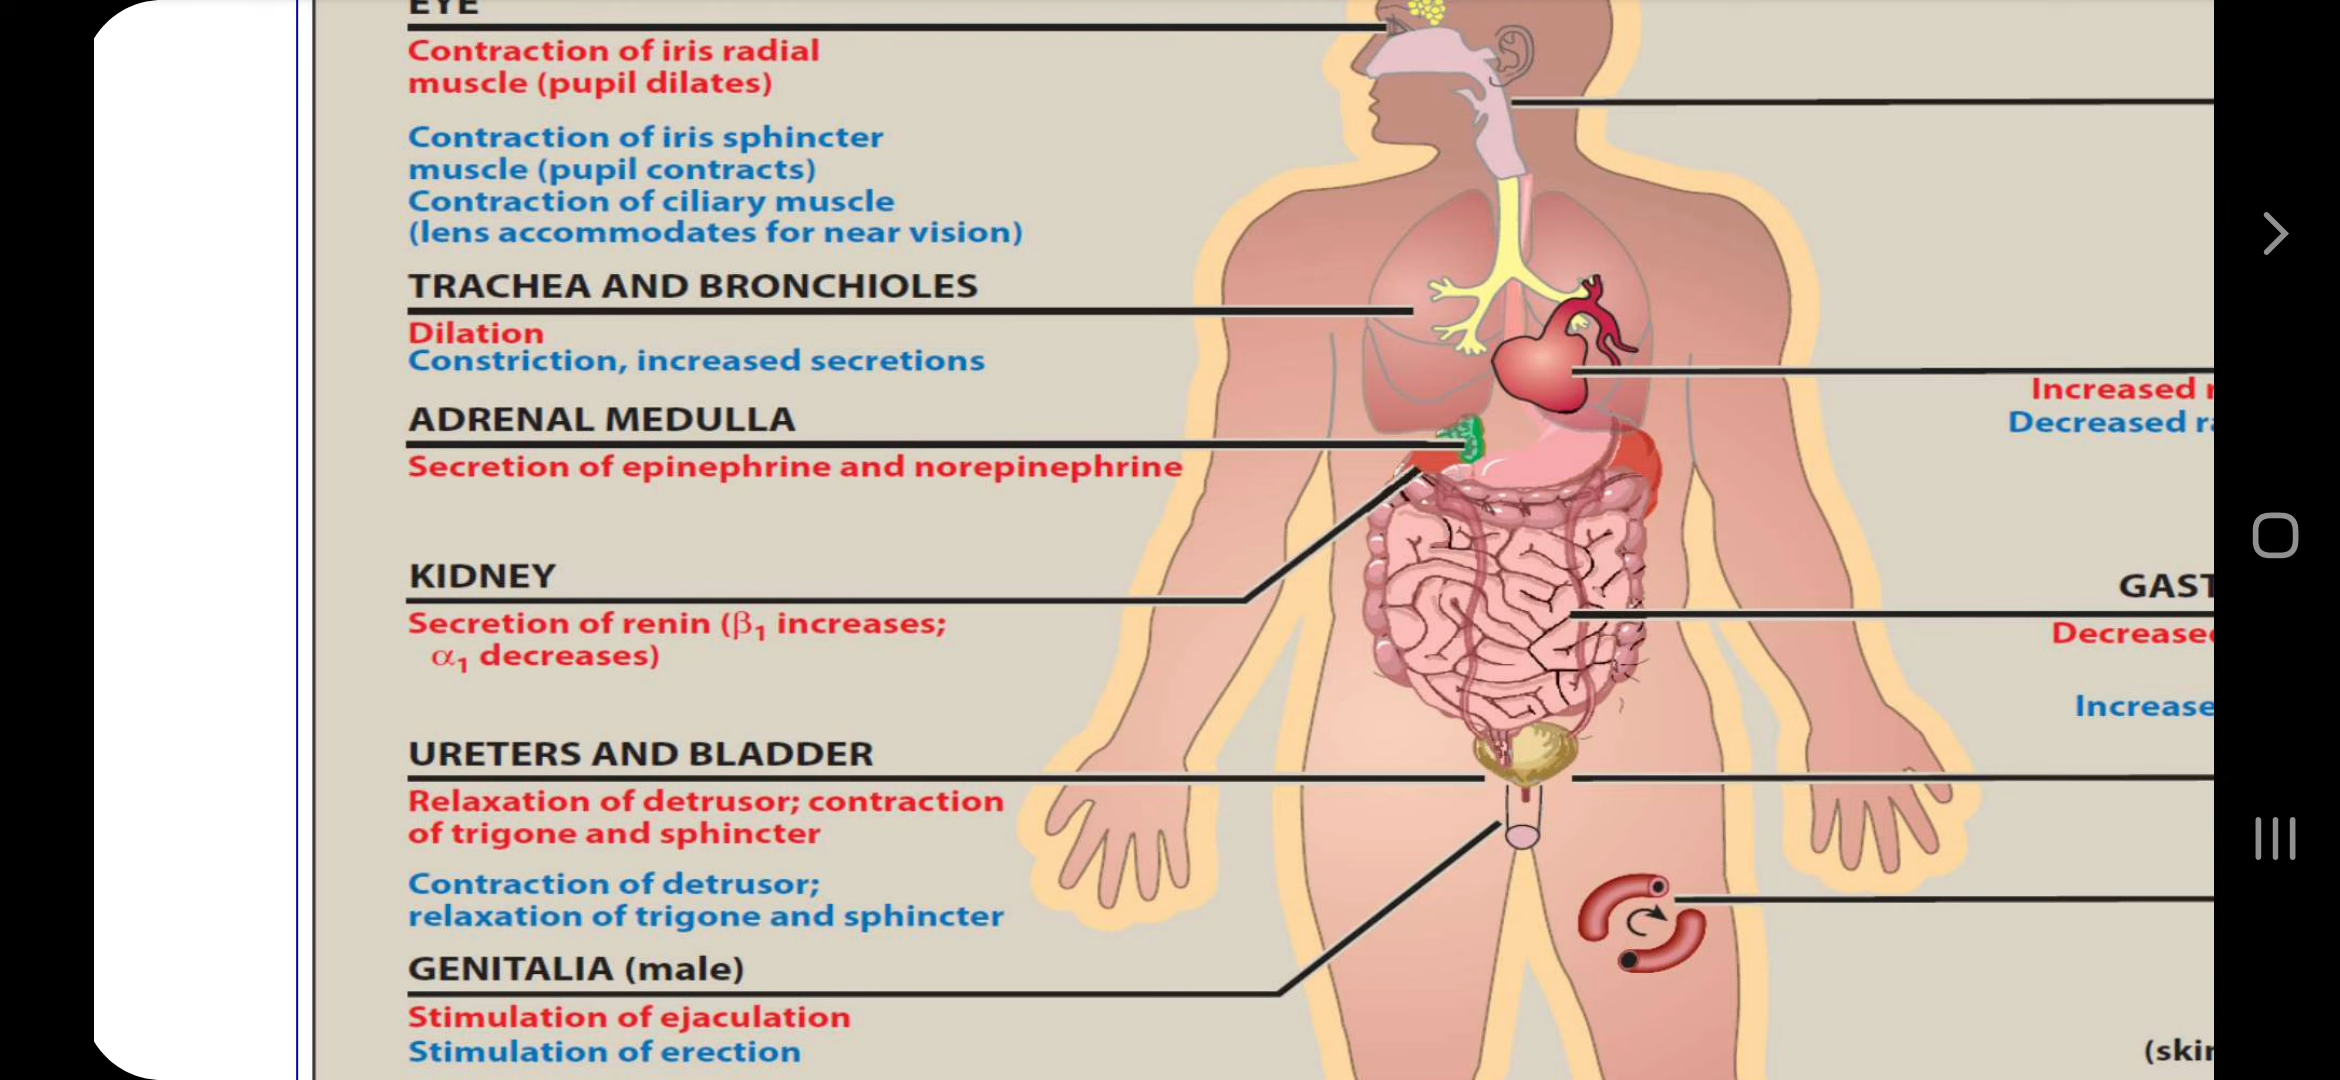 EYE
Contraction of iris radial
muscle (pupil dilates)
Contraction of iris sphincter
muscle (pupil contracts)
Contraction of ciliary muscle
(lens accommodates for near vision)
TRACHEA AND BRONCHIOLES
Dilation
Constriction, increased secretions
ADRENAL MEDULLA
Secretion of epinephrine and norepinephrine
KIDNEY
Secretion of renin (β₁ increases;
α₁ decreases)
URETERS AND BLADDER
Relaxation of detrusor; contraction
of trigone and sphincter
Contraction of detrusor;
relaxation of trigone and sphincter
GENITALIA (male)
Stimulation of ejaculation
Stimulation of erection
Increased
Decreased